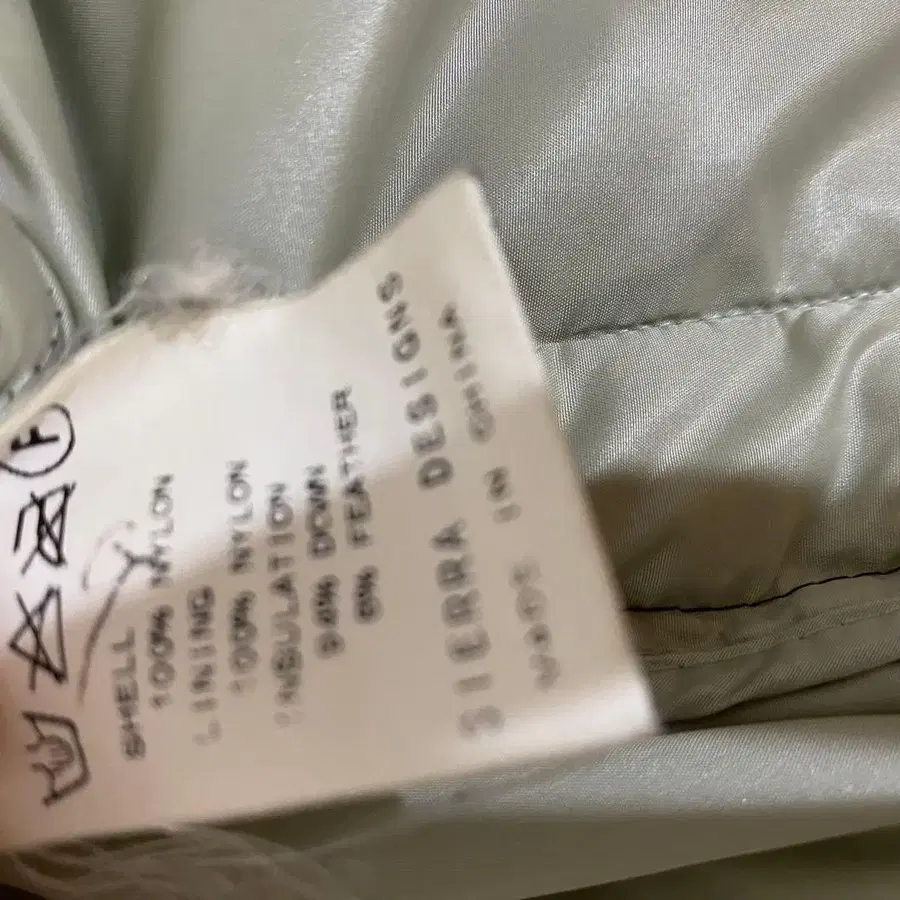 SIERRA DESIGNS
MADE IN CHINA
SHELL
100% NYLON
LINING
100% NYLON
INSULATION
94% DOWN
6% FEATHER
F